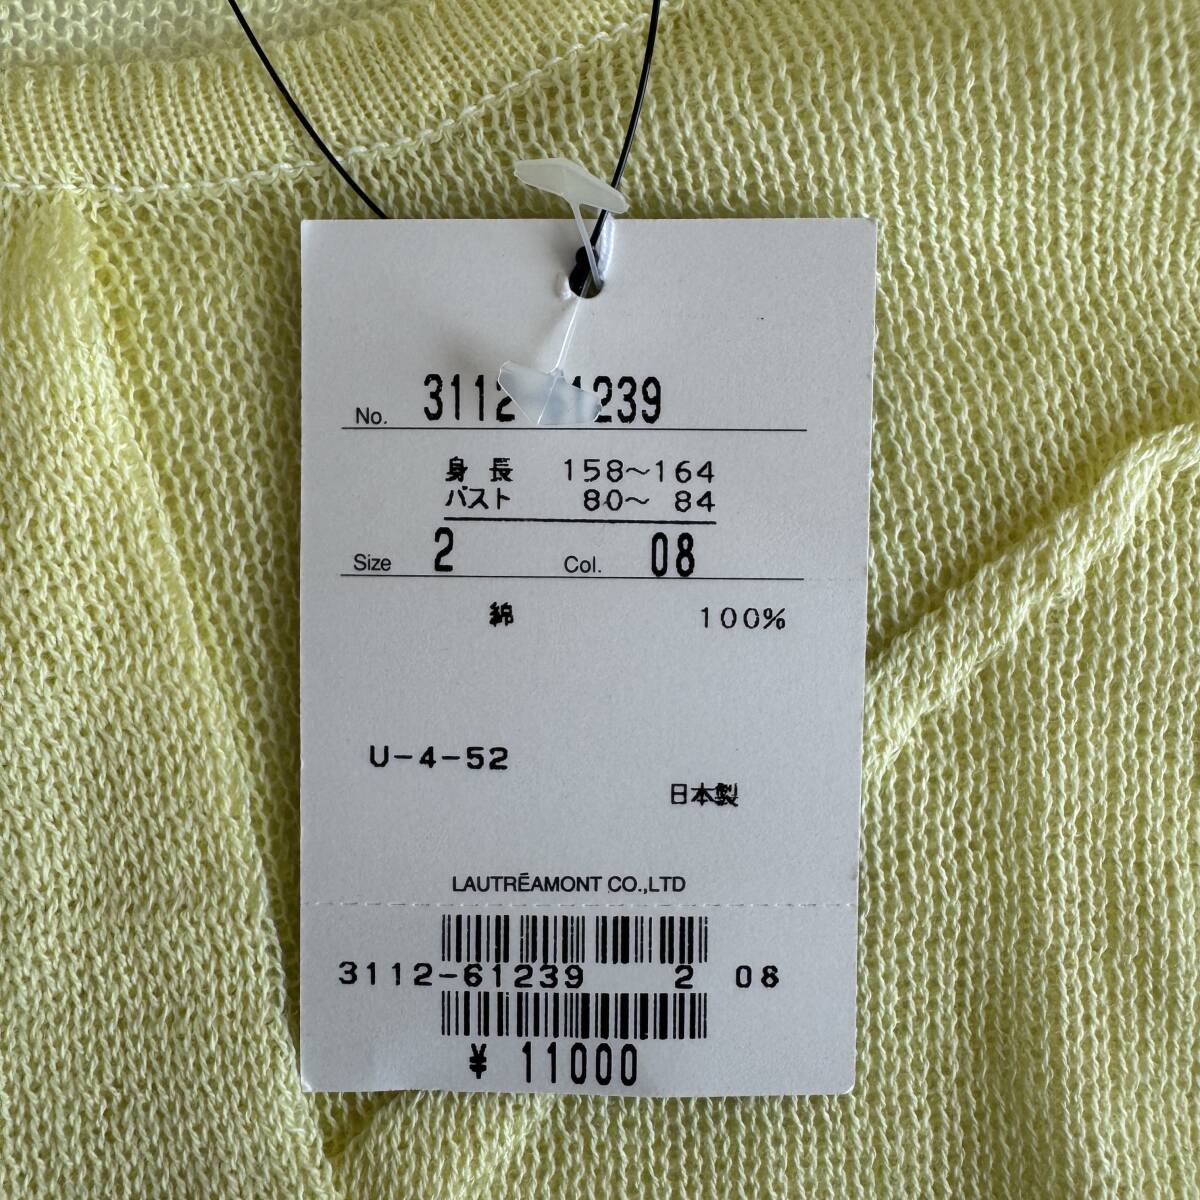 No. 3112 1239
身長 158～164
バスト 80～ 84
Size 2 Col. 08
綿 100%
U-4-52
日本製
LAUTRÉAMONT CO.,LTD
3112-61239 2 08
¥ 11000